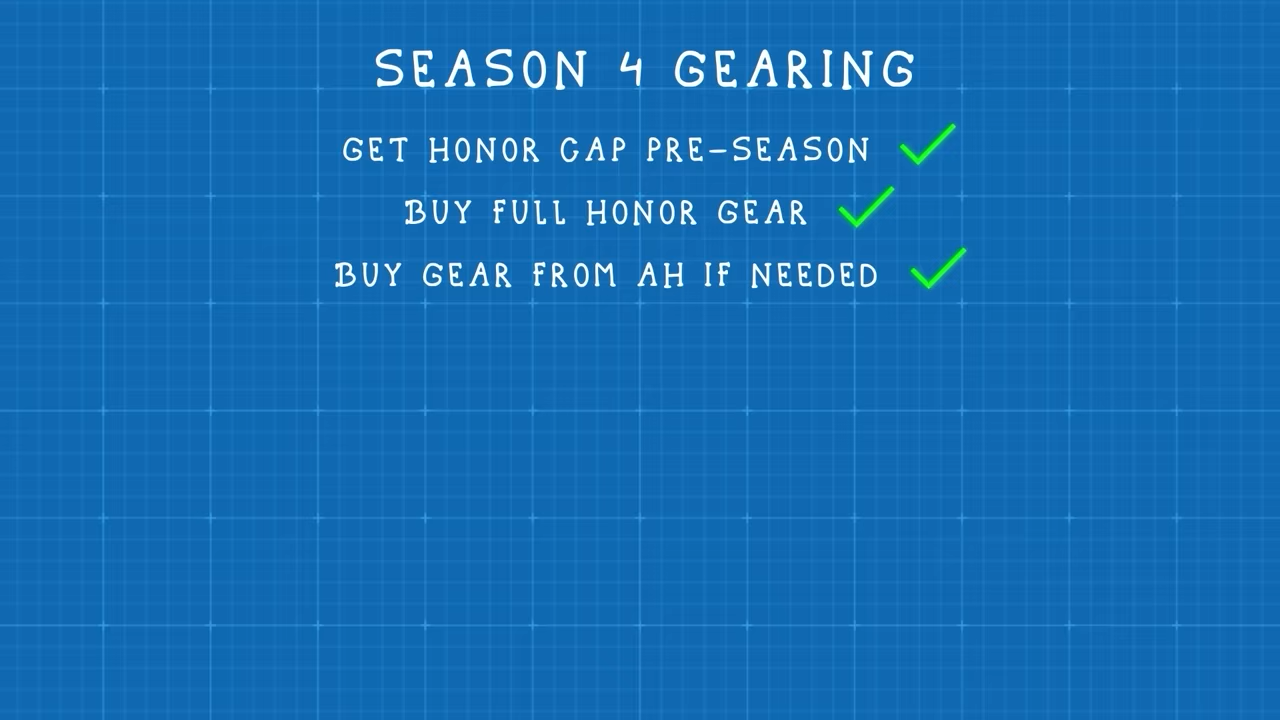 SEASON 4 GEARING
GET HONOR CAP PRE-SEASON
BUY FULL HONOR GEAR
BUY GEAR FROM AH IF NEEDED